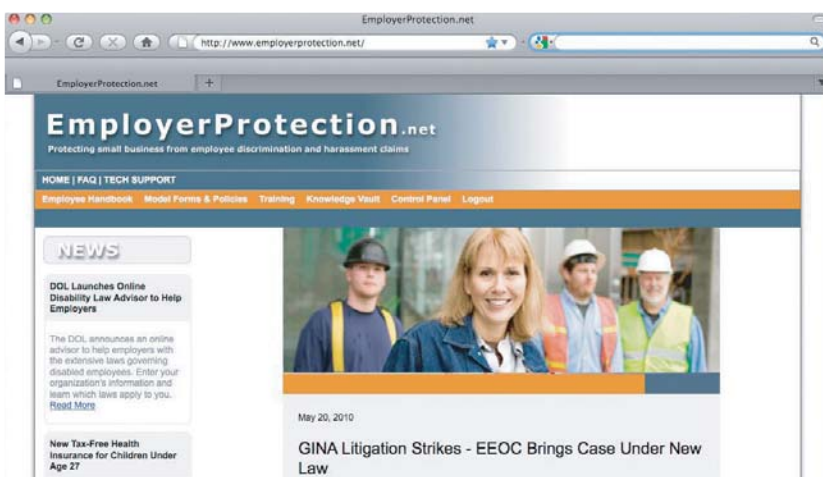 EmployerProtection.net
http://www.employerprotection.net/
EmployerProtection.net
EmployerProtection.net
Protecting small business from employee discrimination and harassment claims
HOME | FAQ | TECH SUPPORT
Employee Handbook Model Forms & Policies Training Knowledge Vault Control Panel Logout
NEWS
DOL Launches Online
Disability Law Advisor to Help
Employers
The DOL announces an online
advisor to help employers with
the extensive laws governing
disabled employees. Enter your
organization's information and
learn which laws apply to you.
Read More
New Tax-Free Health
Insurance for Children Under
Age 27
May 20, 2010
GINA Litigation Strikes - EEOC Brings Case Under New
Law